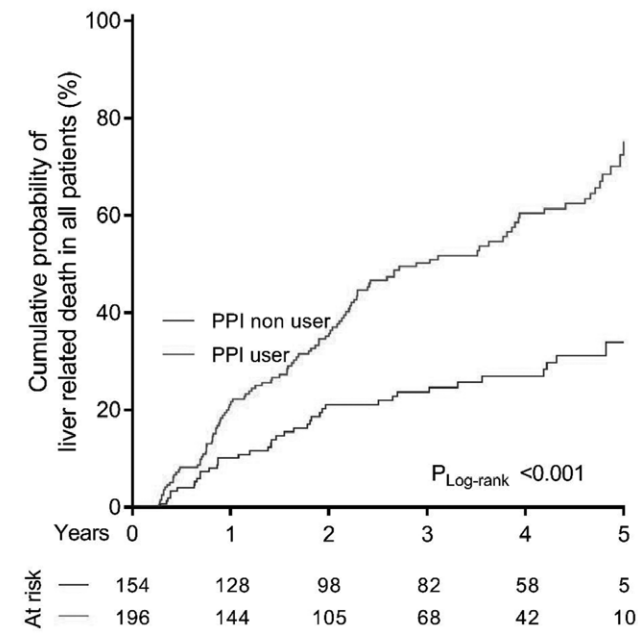 Cumulative probability of
liver related death in all patients (%)
100
80
60
40
20
0
PPI non user
PPI user
PLog-rank <0.001
Years 0 1 2 3 4 5
At risk
154 128 98 82 58 5
196 144 105 68 42 10